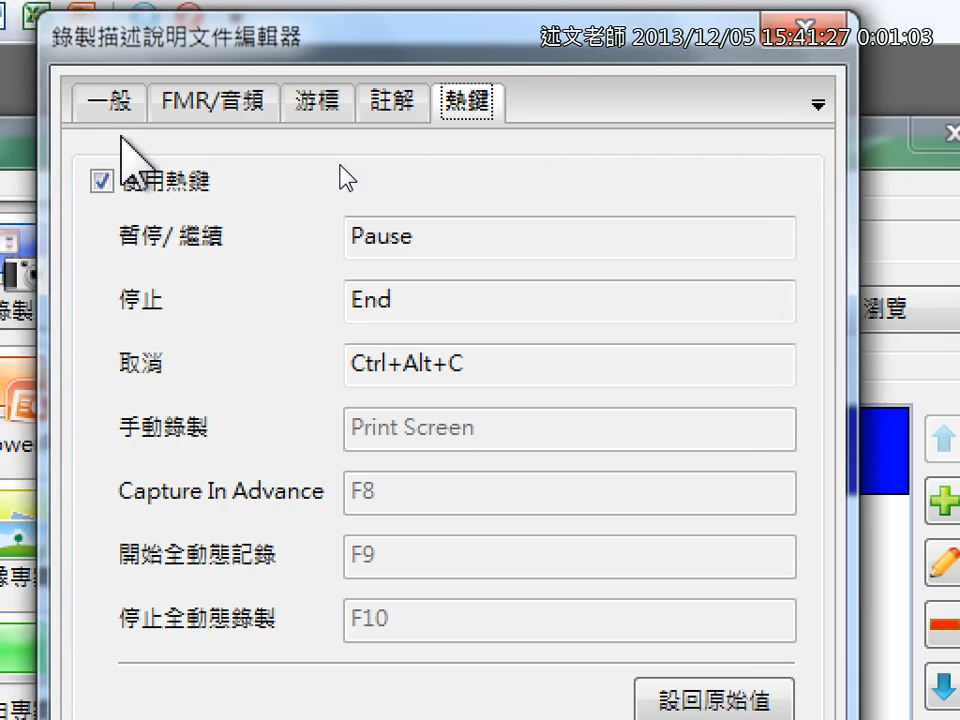 錄製描述說明文件編輯器
述文老師 2013/12/05 15:41:27 0:01:03
一般 FMR/音頻 游標 註解 熱鍵
使用熱鍵
暫停/ 繼續 Pause
停止 End
取消 Ctrl+Alt+C
手動錄製 Print Screen
Capture In Advance F8
開始全動態記錄 F9
停止全動態錄製 F10
設回原始值
瀏覽